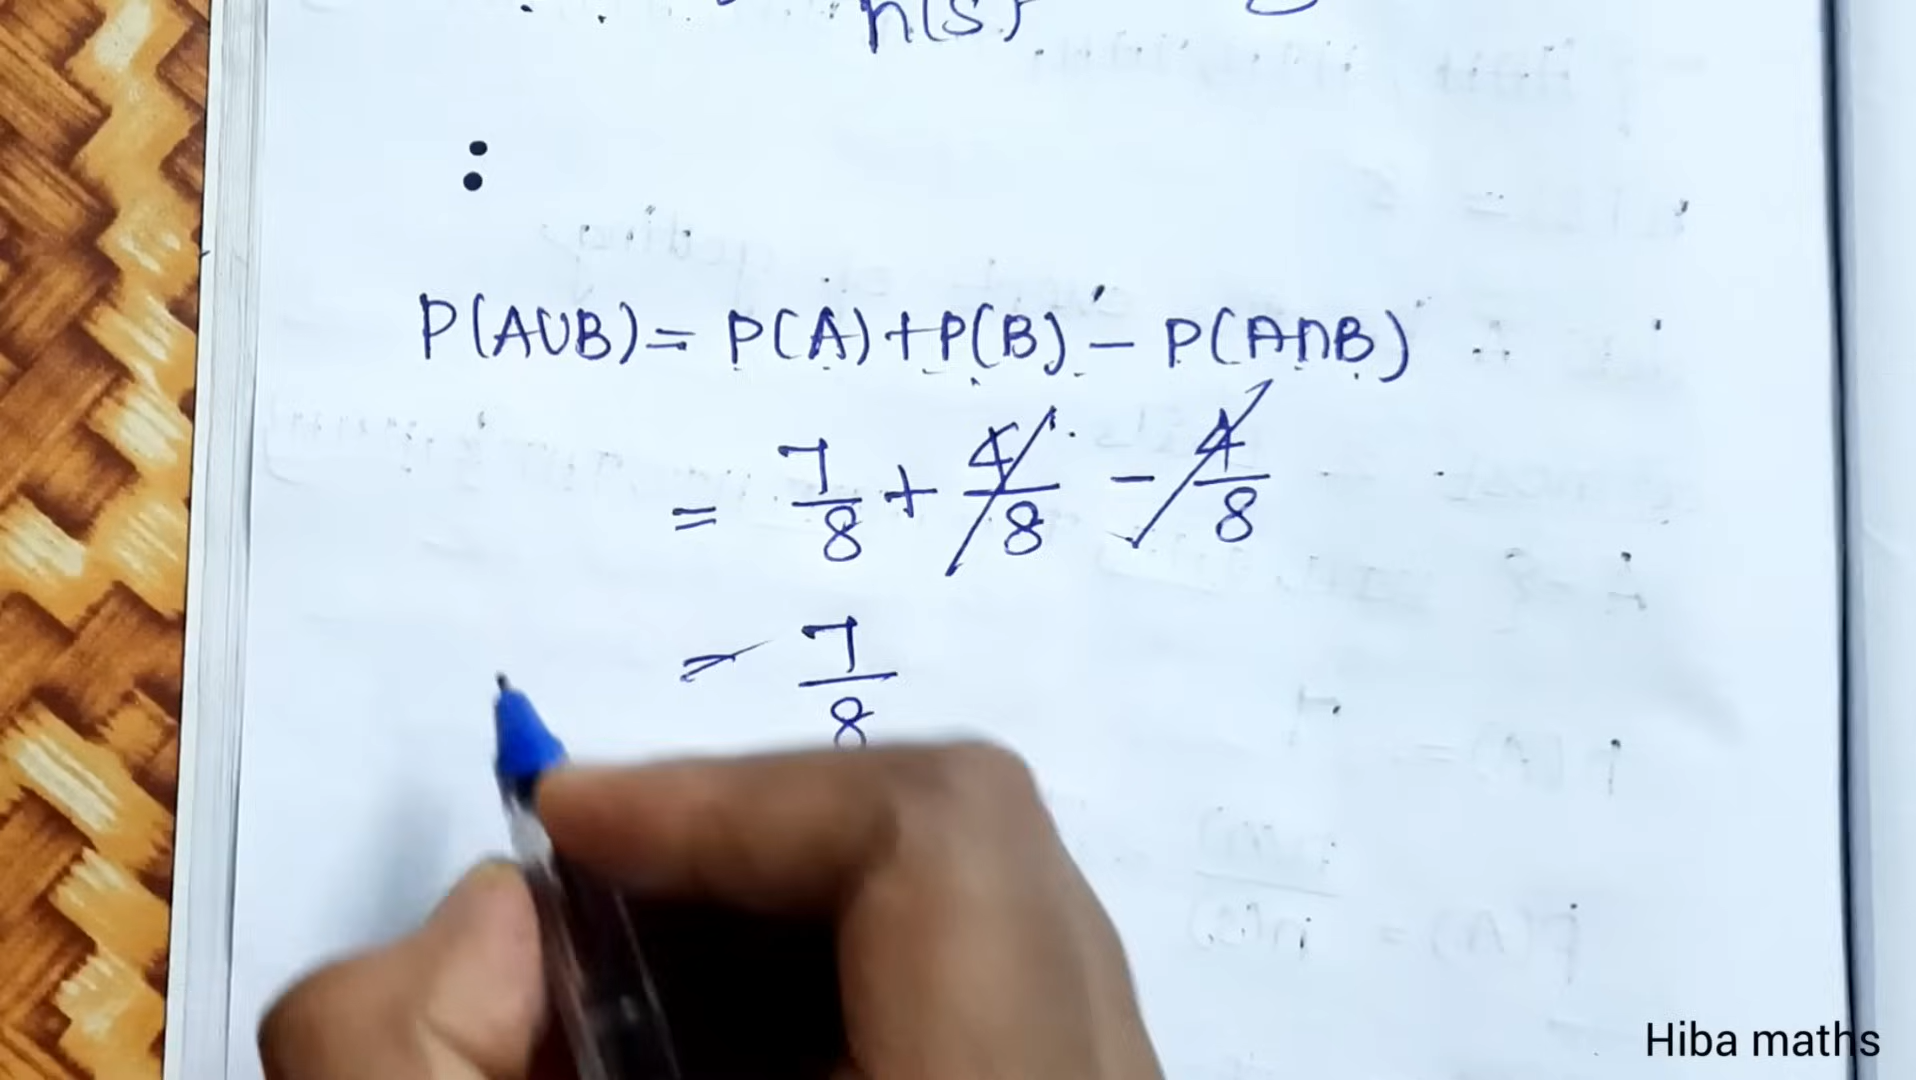 n(S)
:
P(A∪B) = P(A) + P(B) - P(A∩B)
= 7/8 + 4/8 - 4/8
= 7/8
Hiba maths